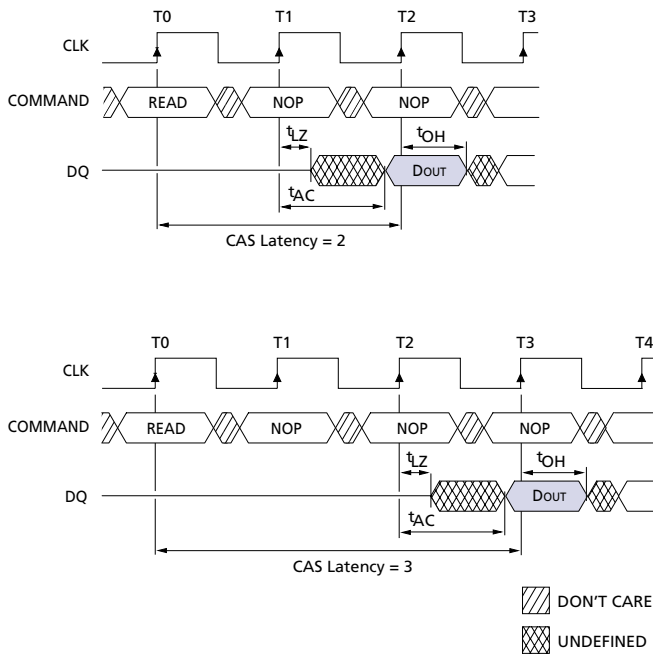 T0 T1 T2 T3
CLK
COMMAND READ NOP NOP
tLZ tOH
DQ DOUT
tAC
CAS Latency = 2
T0 T1 T2 T3 T4
CLK
COMMAND READ NOP NOP NOP
tLZ tOH
DQ DOUT
tAC
CAS Latency = 3
DON'T CARE
UNDEFINED